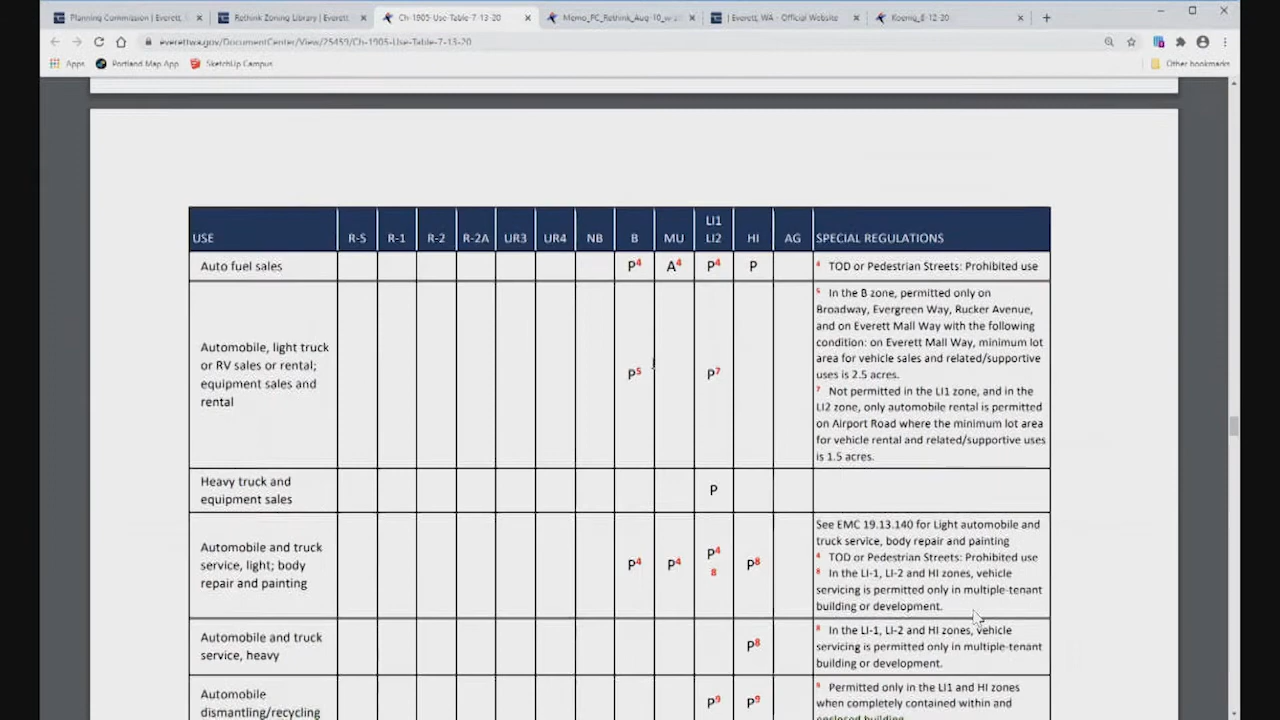 Planning Commission | Everett,
Rethink Zoning Library | Everett
Ch-1905-Use-Table-7-13-20
Memo_PC_Rethink_Aug-10_w-
| Everett, WA - Official Website
Koenig_8-12-20
everettwa.gov/DocumentCenter/View/25459/Ch-1905-Use-Table-7-13-20
Apps Portland Map App SketchUp Campus Other bookmarks
USE R-S R-1 R-2 R-2A UR3 UR4 NB B MU LI1 LI2 HI AG SPECIAL REGULATIONS
Auto fuel sales P4 A4 P4 P
4 TOD or Pedestrian Streets: Prohibited use
Automobile, light truck
or RV sales or rental;
equipment sales and
rental
P5 P7
5 In the B zone, permitted only on
Broadway, Evergreen Way, Rucker Avenue,
and on Everett Mall Way with the following
condition: on Everett Mall Way, minimum lot
area for vehicle sales and related/supportive
uses is 2.5 acres.
7 Not permitted in the LI1 zone, and in the
LI2 zone, only automobile rental is permitted
on Airport Road where the minimum lot area
for vehicle rental and related/supportive uses
is 1.5 acres.
Heavy truck and
equipment sales
P
Automobile and truck
service, light; body
repair and painting
P4 P4 P4 8 P8
See EMC 19.13.140 for Light automobile and
truck service, body repair and painting
4 TOD or Pedestrian Streets: Prohibited use
8 In the LI-1, LI-2 and HI zones, vehicle
servicing is permitted only in multiple-tenant
building or development.
Automobile and truck
service, heavy
P8
8 In the LI-1, LI-2 and HI zones, vehicle
servicing is permitted only in multiple-tenant
building or development.
Automobile
dismantling/recycling
P9 P9
9 Permitted only in the LI1 and HI zones
when completely contained within and
enclosed building